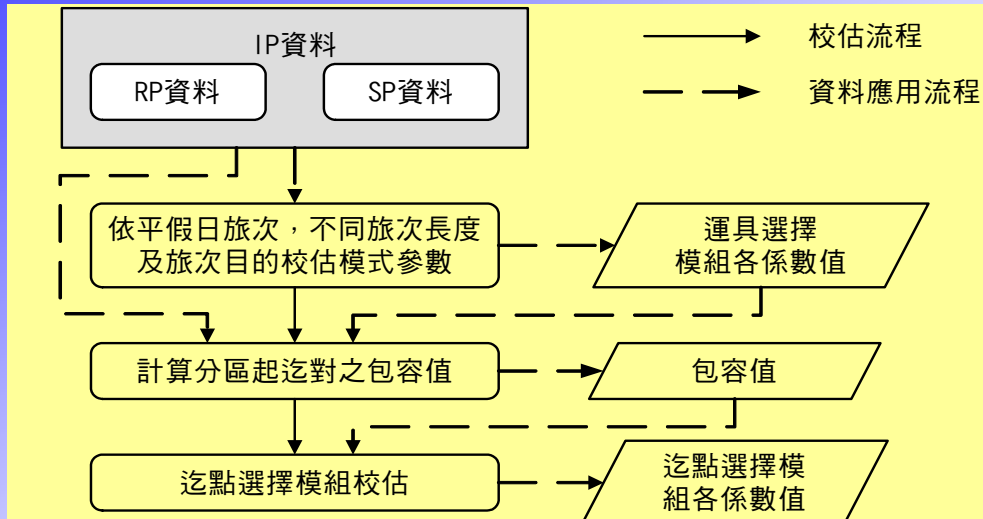 IP資料
RP資料
SP資料
校估流程
資料應用流程
依平假日旅次，不同旅次長度
及旅次目的校估模式參數
運具選擇
模組各係數值
計算分區起迄對之包容值
包容值
迄點選擇模組校估
迄點選擇模
組各係數值